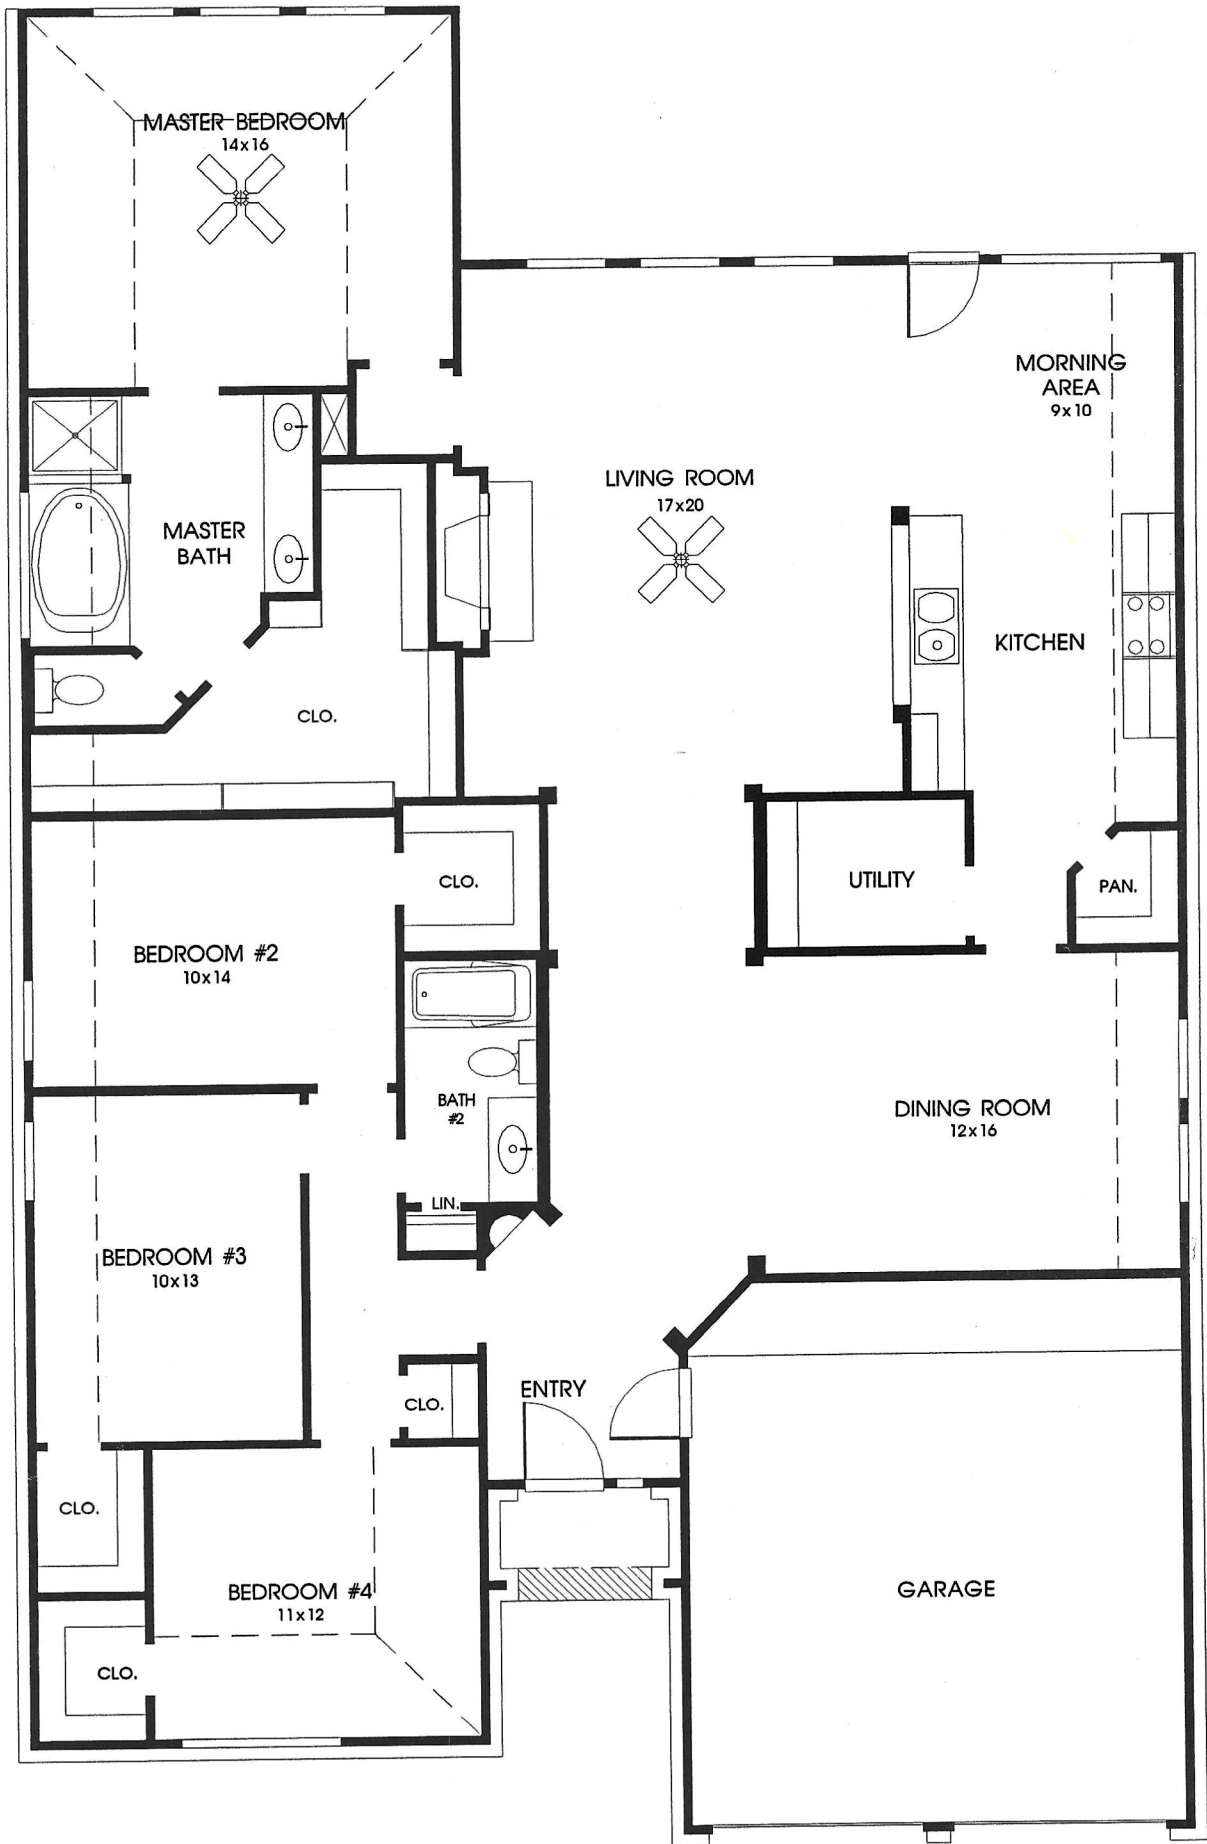 MASTER BEDROOM
14x16
MORNING
AREA
9x10
LIVING ROOM
17x20
MASTER
BATH
KITCHEN
CLO.
CLO.
UTILITY
PAN.
BEDROOM #2
10x14
BATH
#2
DINING ROOM
12x16
LIN.
BEDROOM #3
10x13
ENTRY
CLO.
CLO.
BEDROOM #4
11x12
GARAGE
CLO.